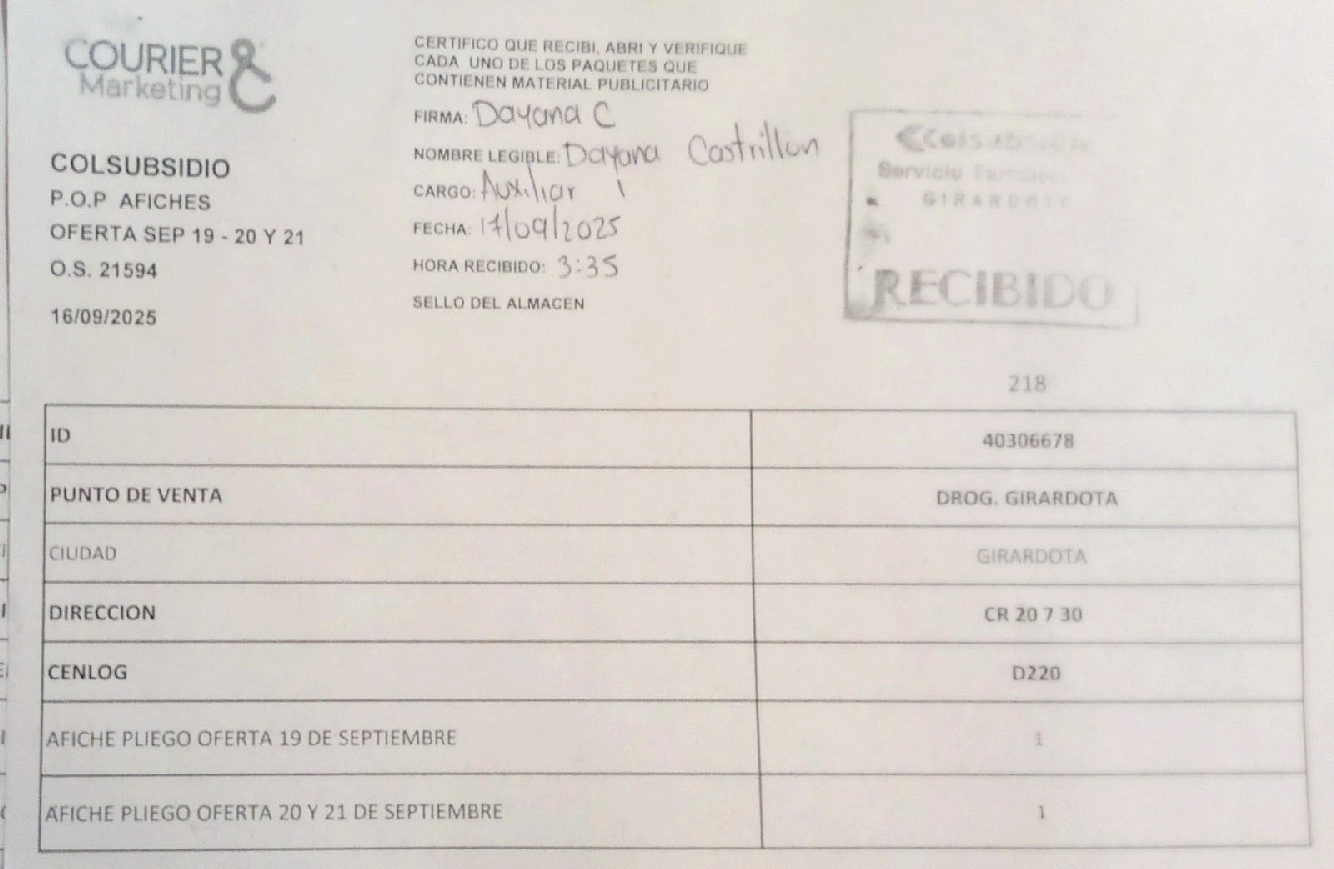 COURIER &
Marketing
COLSUBSIDIO
P.O.P AFICHES
OFERTA SEP 19 - 20 Y 21
O.S. 21594
16/09/2025
CERTIFICO QUE RECIBI, ABRI Y VERIFIQUE
CADA UNO DE LOS PAQUETES QUE
CONTIENEN MATERIAL PUBLICITARIO
FIRMA: Dayana C
NOMBRE LEGIBLE: Dayana Castrillon
CARGO: Auxiliar 1
FECHA: 17/09/2025
HORA RECIBIDO: 3:35
SELLO DEL ALMACEN
Colsubsidio
Servicio
GIRARDOTA
RECIBIDO
218
ID 40306678
PUNTO DE VENTA DROG. GIRARDOTA
CIUDAD GIRARDOTA
DIRECCION CR 20 7 30
CENLOG D220
AFICHE PLIEGO OFERTA 19 DE SEPTIEMBRE 1
AFICHE PLIEGO OFERTA 20 Y 21 DE SEPTIEMBRE 1